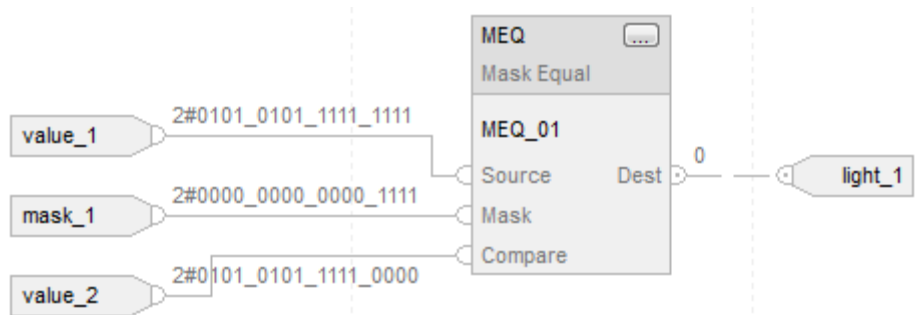 MEQ
...
Mask Equal
2#0101_0101_1111_1111
value_1
MEQ_01
0
Source Dest
light_1
2#0000_0000_0000_1111
mask_1
Mask
Compare
2#0101_0101_1111_0000
value_2